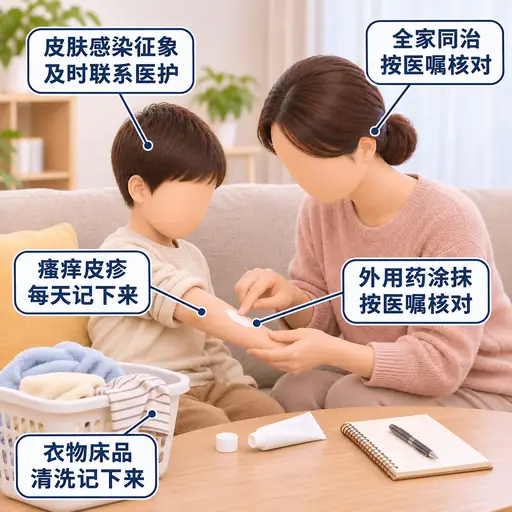 皮肤感染征象
及时联系医护
全家同治
按医嘱核对
瘙痒皮疹
每天记下来
外用药涂抹
按医嘱核对
衣物床品
清洗记下来